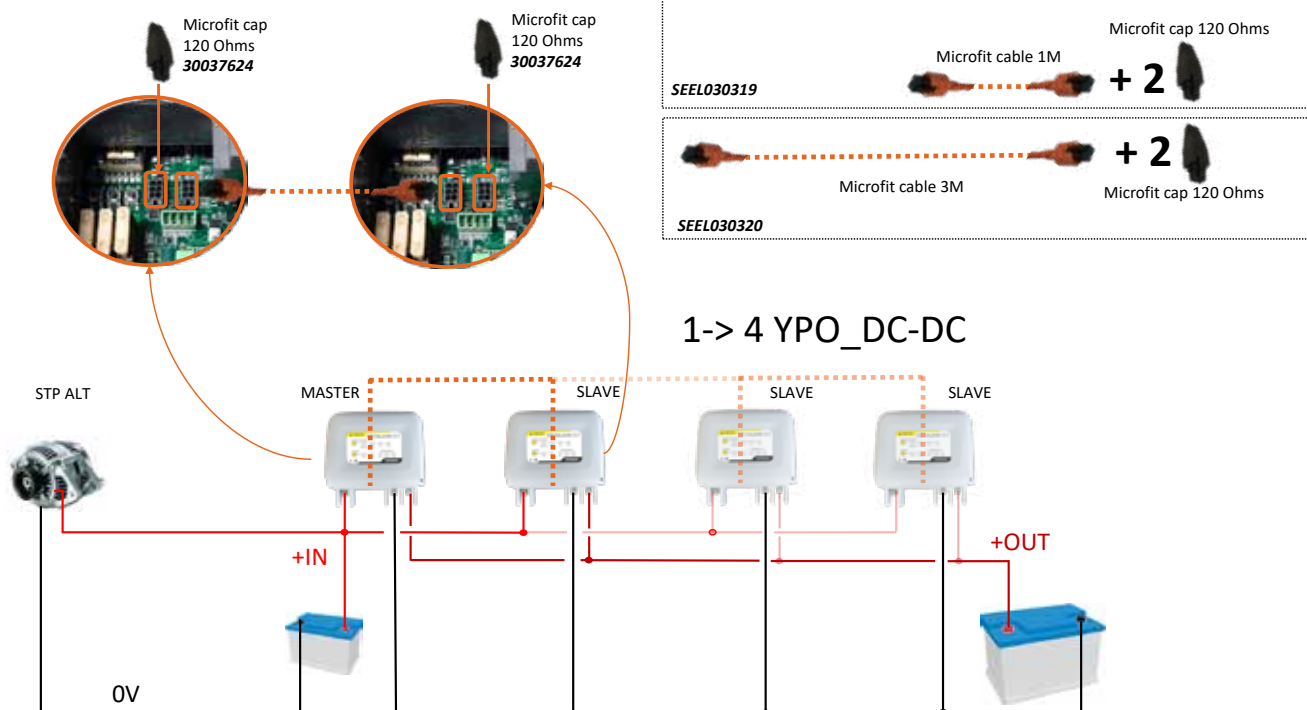 Microfit cap
120 Ohms
30037624
Microfit cap
120 Ohms
30037624
Microfit cap 120 Ohms
Microfit cable 1M
+ 2
SEEL030319
+ 2
Microfit cable 3M
Microfit cap 120 Ohms
SEEL030320
1-> 4 YPO_DC-DC
STP ALT
MASTER
SLAVE
SLAVE
SLAVE
+IN
+OUT
0V